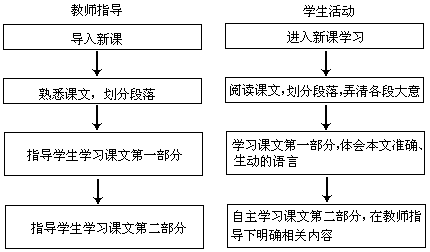 教师指导
学生活动
导入新课
进入新课学习
熟悉课文，划分段落
阅读课文，划分段落，弄清各段大意
指导学生学习课文第一部分
学习课文第一部分，体会本文准确、
生动的语言
指导学生学习课文第二部分
自主学习课文第二部分，在教师指
导下明确相关内容